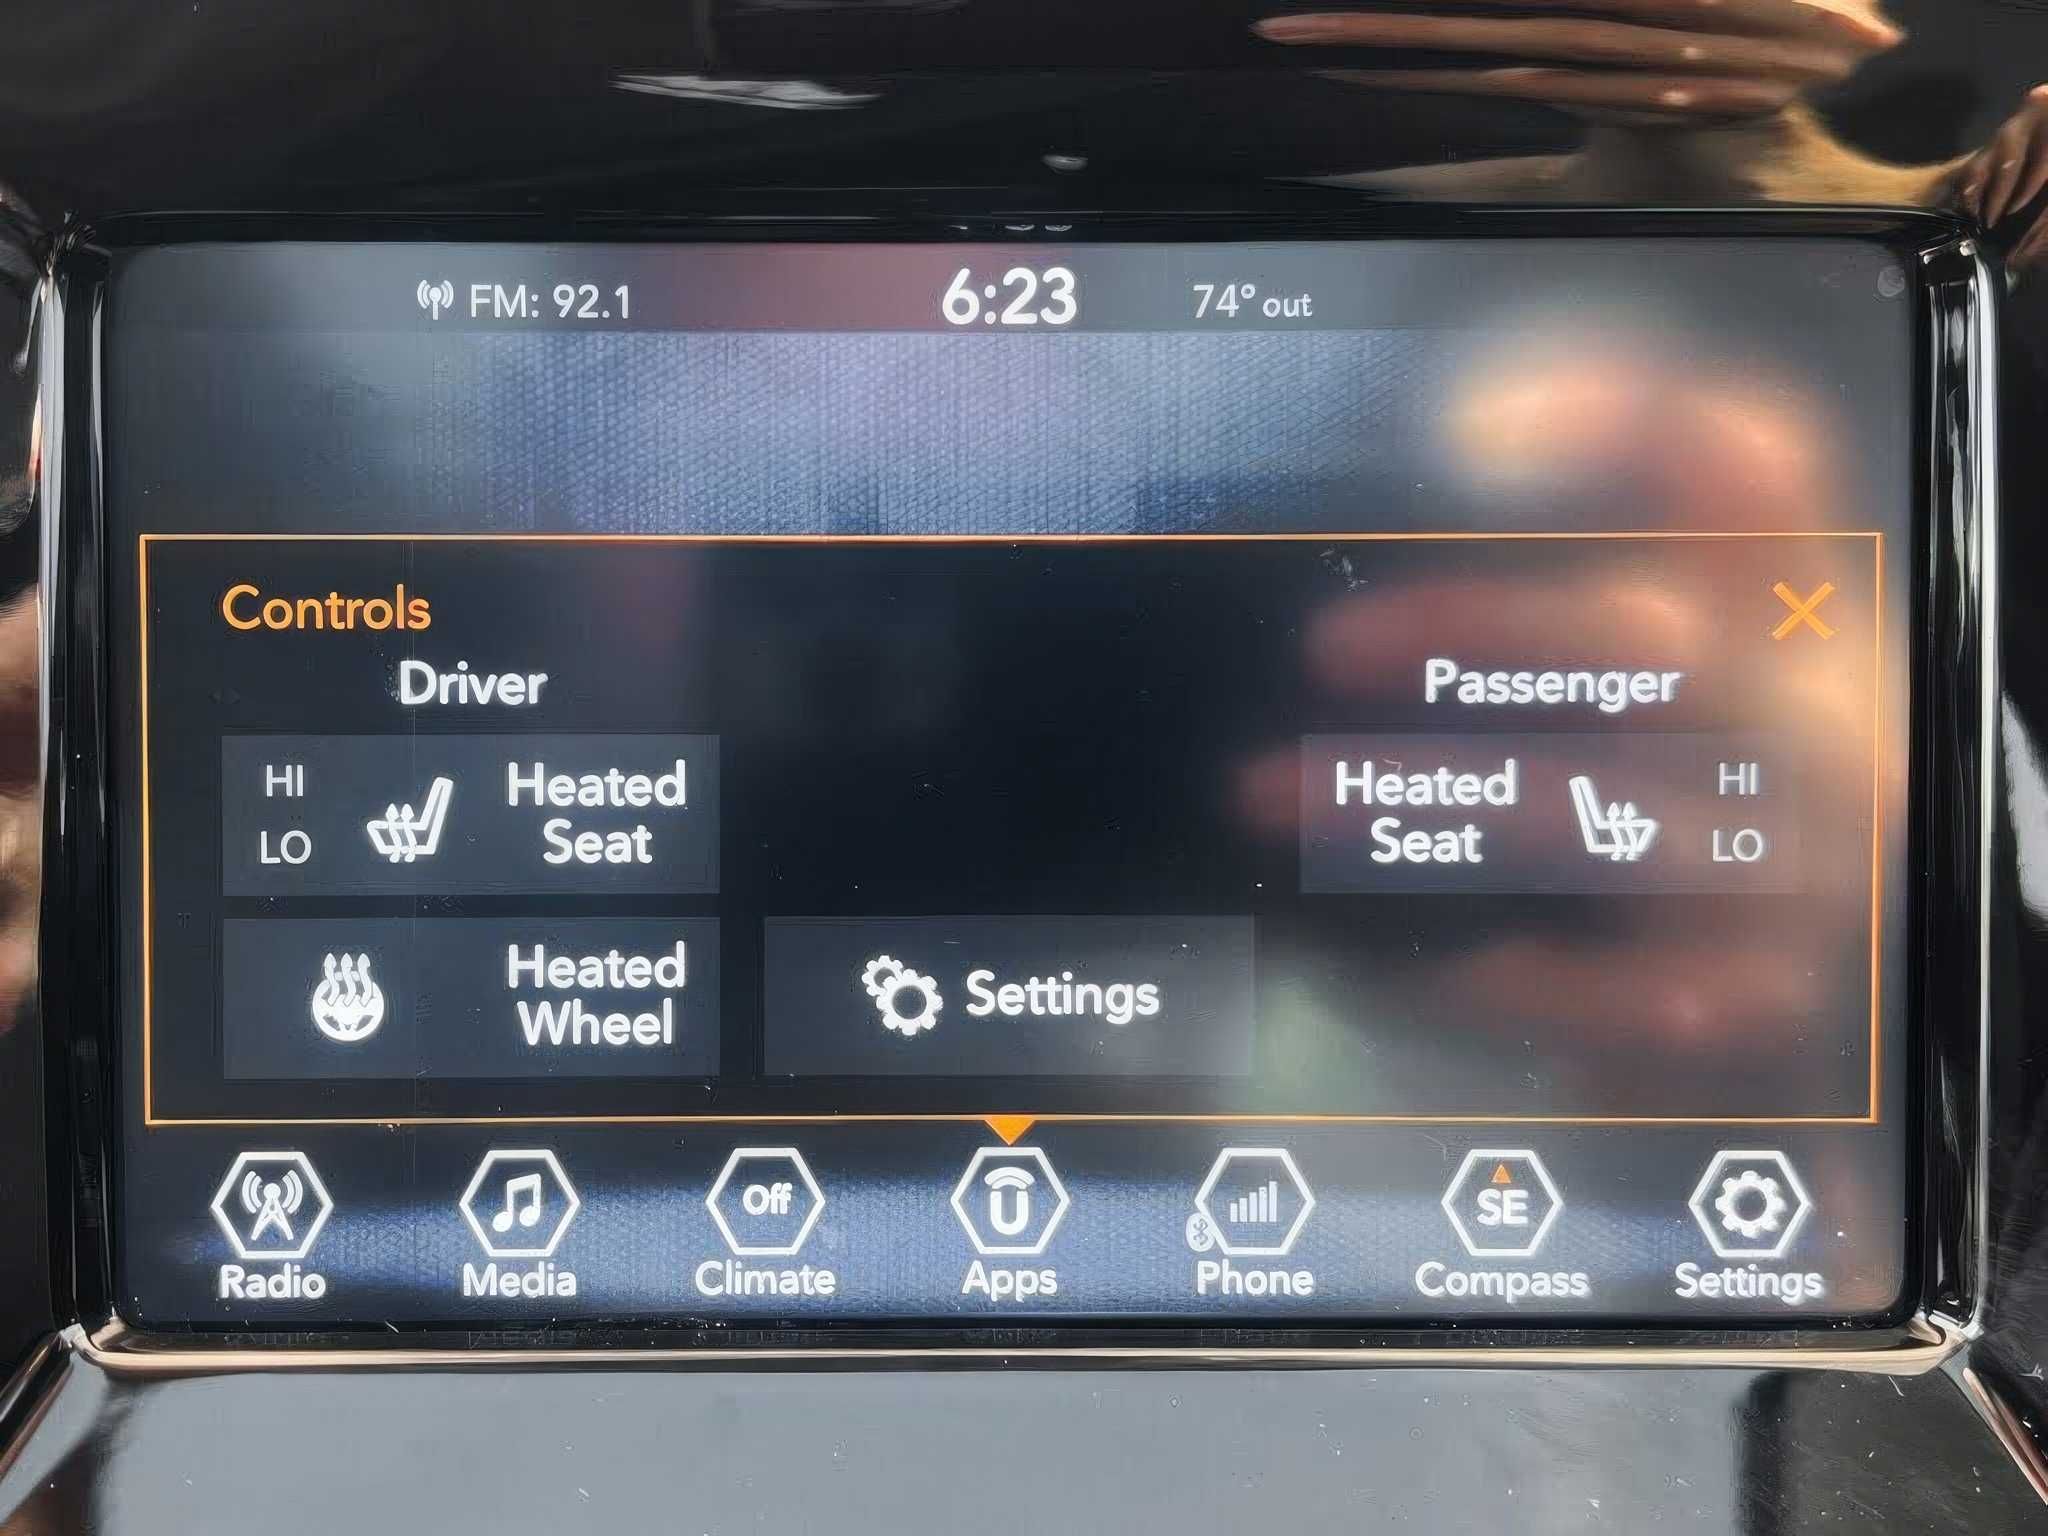 FM: 92.1
6:23
74° out
Controls
Driver
Passenger
HI
LO
Heated
Seat
Heated
Seat
HI
LO
Heated
Wheel
Settings
Off
SE
Radio
Media
Climate
Apps
Phone
Compass
Settings